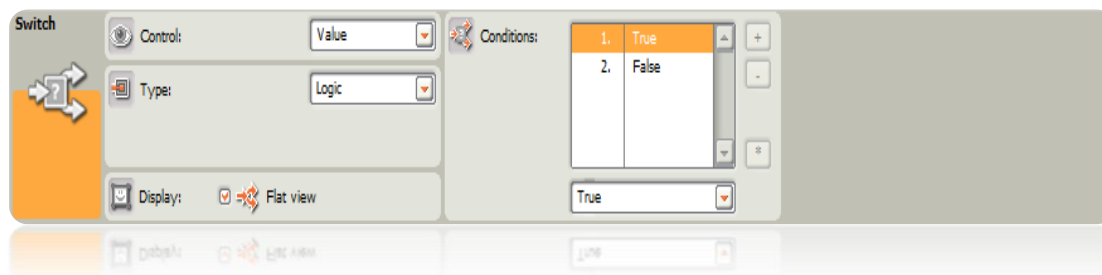 Switch
Control:
Value
Type:
Logic
Display:
Flat view
Conditions:
1. True
2. False
+
-
*
True